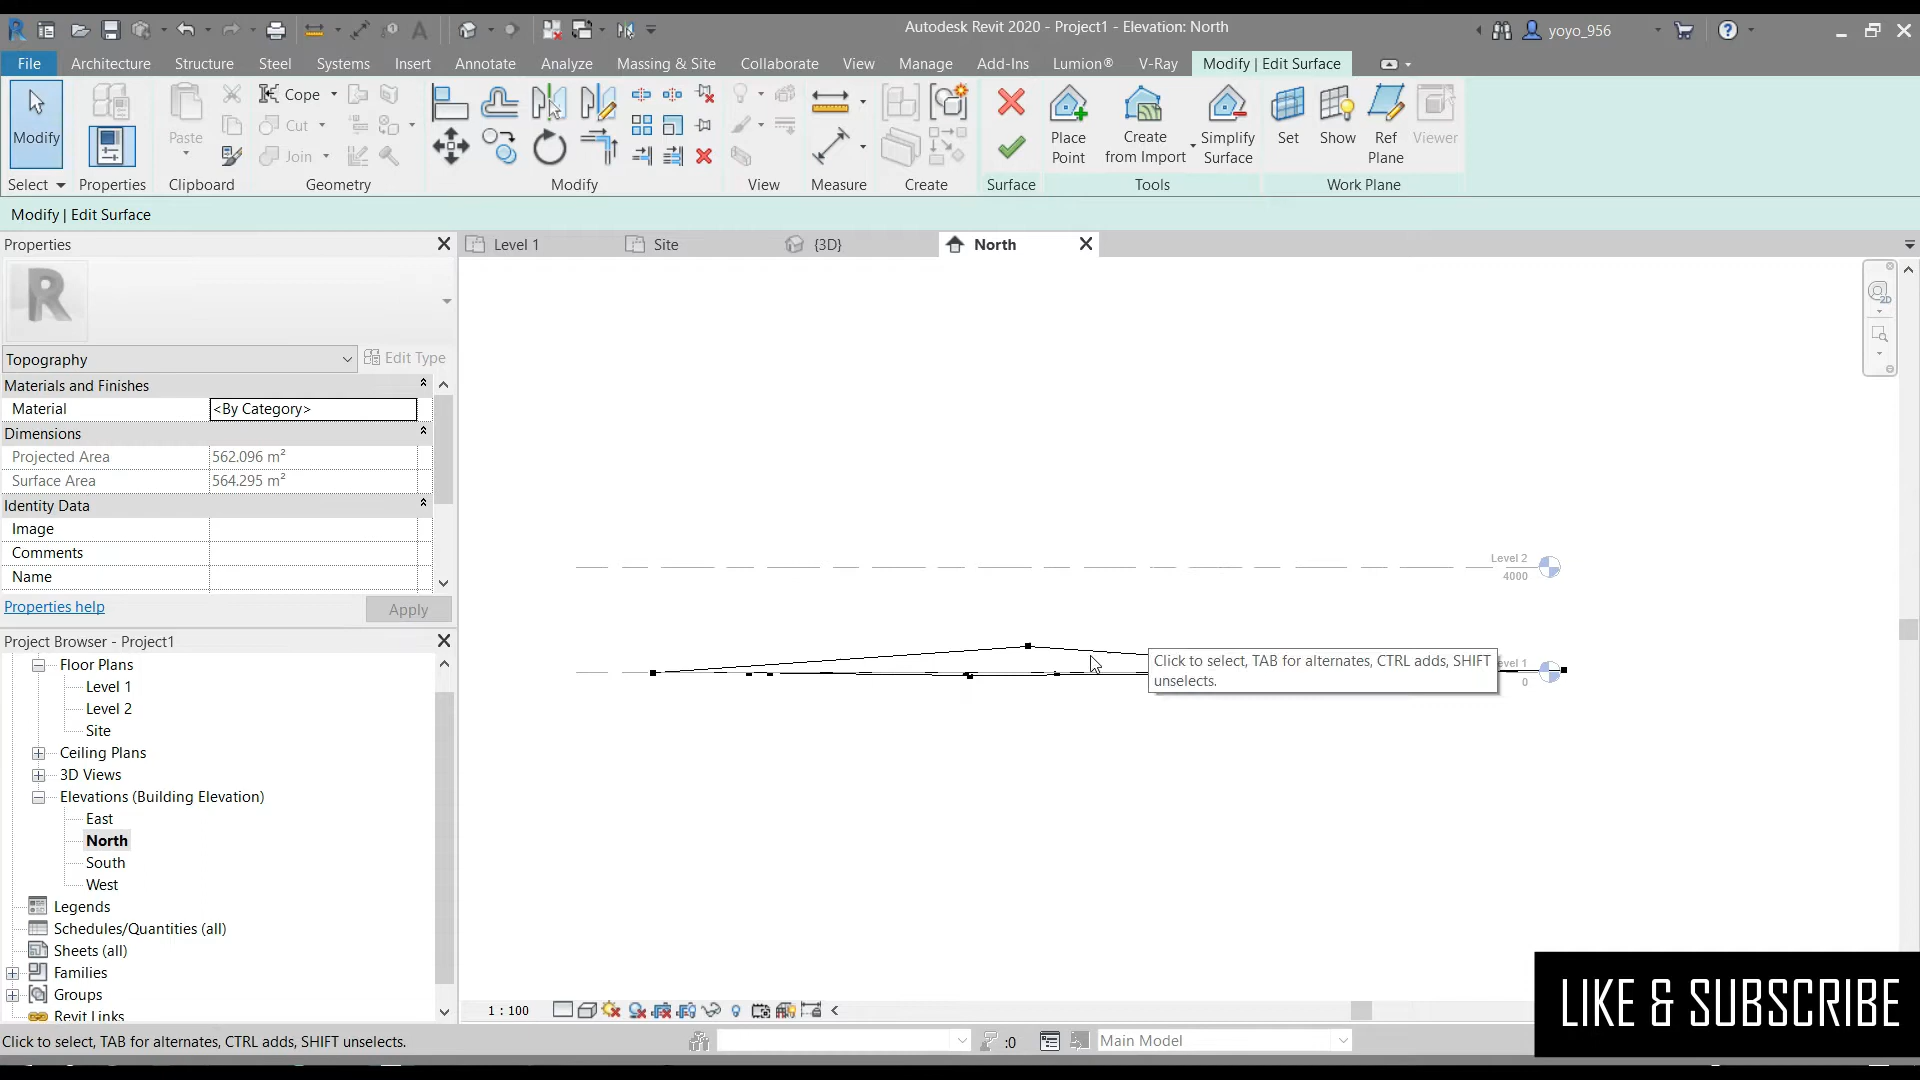 Autodesk Revit 2020 - Project1 - Elevation: North
yoyo_956
File
Architecture
Structure
Steel
Systems
Insert
Annotate
Analyze
Massing & Site
Collaborate
View
Manage
Add-Ins
Lumion®
V-Ray
Modify | Edit Surface
Modify
Paste
Cope
Cut
Join
Place
Point
Create
from Import
Simplify
Surface
Set
Show
Ref
Plane
Viewer
Select
Properties
Clipboard
Geometry
Modify
View
Measure
Create
Surface
Tools
Work Plane
Modify | Edit Surface
Properties
Level 1
Site
{3D}
North
Topography
Edit Type
Materials and Finishes
Material
<By Category>
Dimensions
Projected Area
562.096 m²
Surface Area
564.295 m²
Identity Data
Image
Comments
Name
Properties help
Apply
Project Browser - Project1
Floor Plans
Level 1
Level 2
Site
Ceiling Plans
3D Views
Elevations (Building Elevation)
East
North
South
West
Legends
Schedules/Quantities (all)
Sheets (all)
Families
Groups
Revit Links
Level 2
4000
evel 1
0
Click to select, TAB for alternates, CTRL adds, SHIFT
unselects.
1 : 100
2D
LIKE & SUBSCRIBE
Click to select, TAB for alternates, CTRL adds, SHIFT unselects.
:0
Main Model